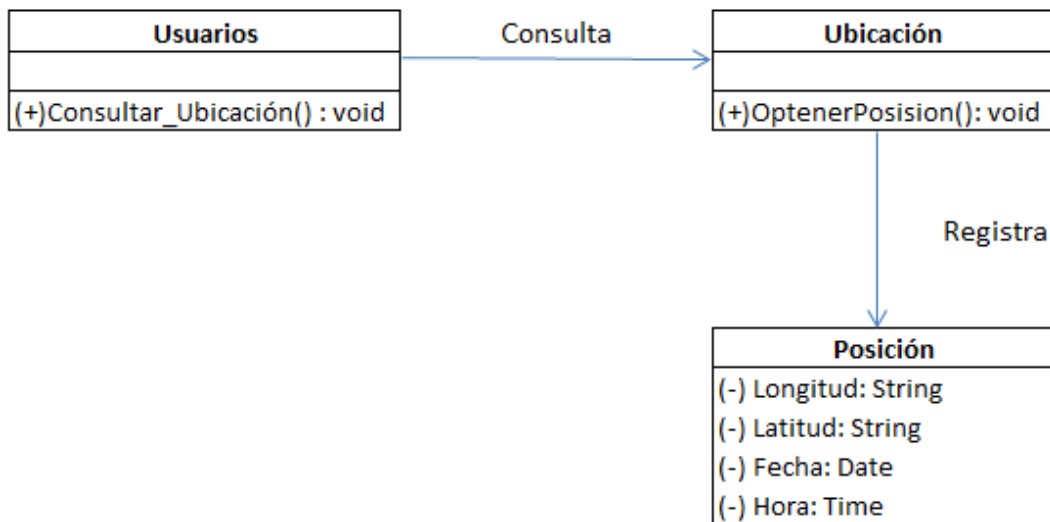 Usuarios
(+)Consultar_Ubicación() : void
Consulta
Ubicación
(+)OptenerPosision(): void
Registra
Posición
(-) Longitud: String
(-) Latitud: String
(-) Fecha: Date
(-) Hora: Time